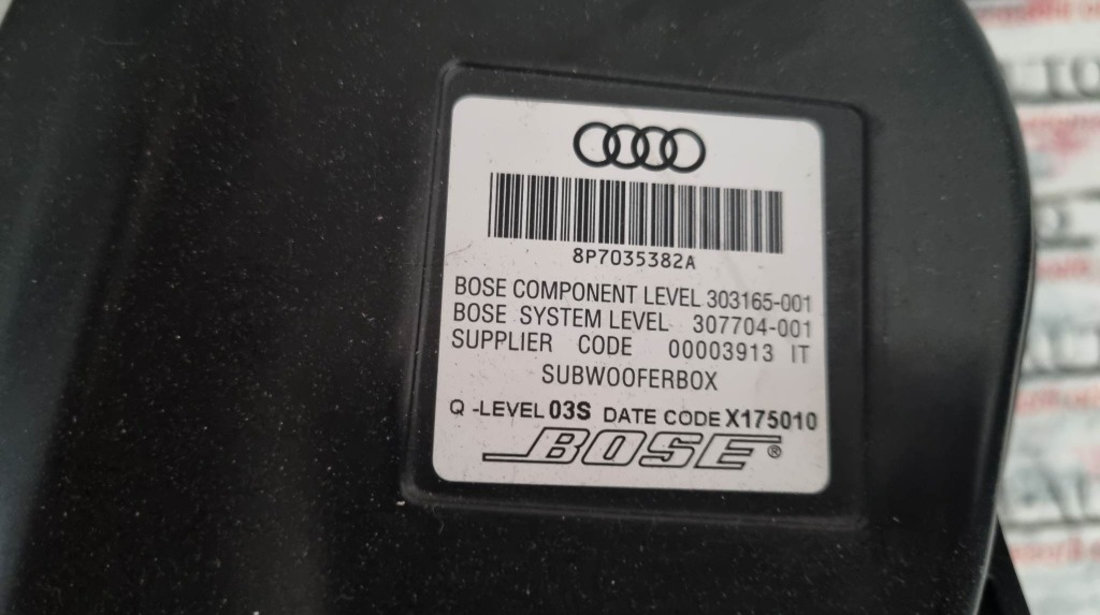 8P7035382A
BOSE COMPONENT LEVEL 303165-001
BOSE SYSTEM LEVEL 307704-001
SUPPLIER CODE 00003913 IT
SUBWOOFERBOX
Q -LEVEL 03S DATE CODE X175010
BOSE®